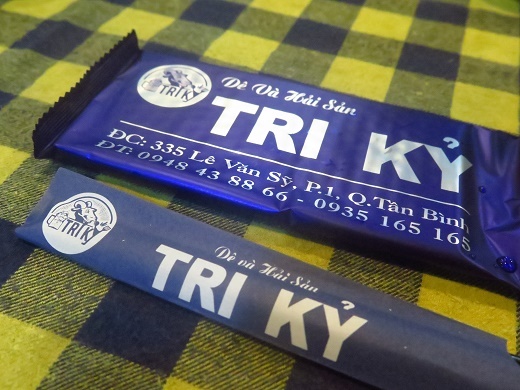 TRI KỶ
Dê Và Hải Sản
TRI KỶ
ĐC: 335 Lê Văn Sỹ, P.1, Q.Tân Bình
ĐT: 0948 43 88 66 - 0935 165 165
TRI KỶ
Dê và Hải Sản
TRI KỶ